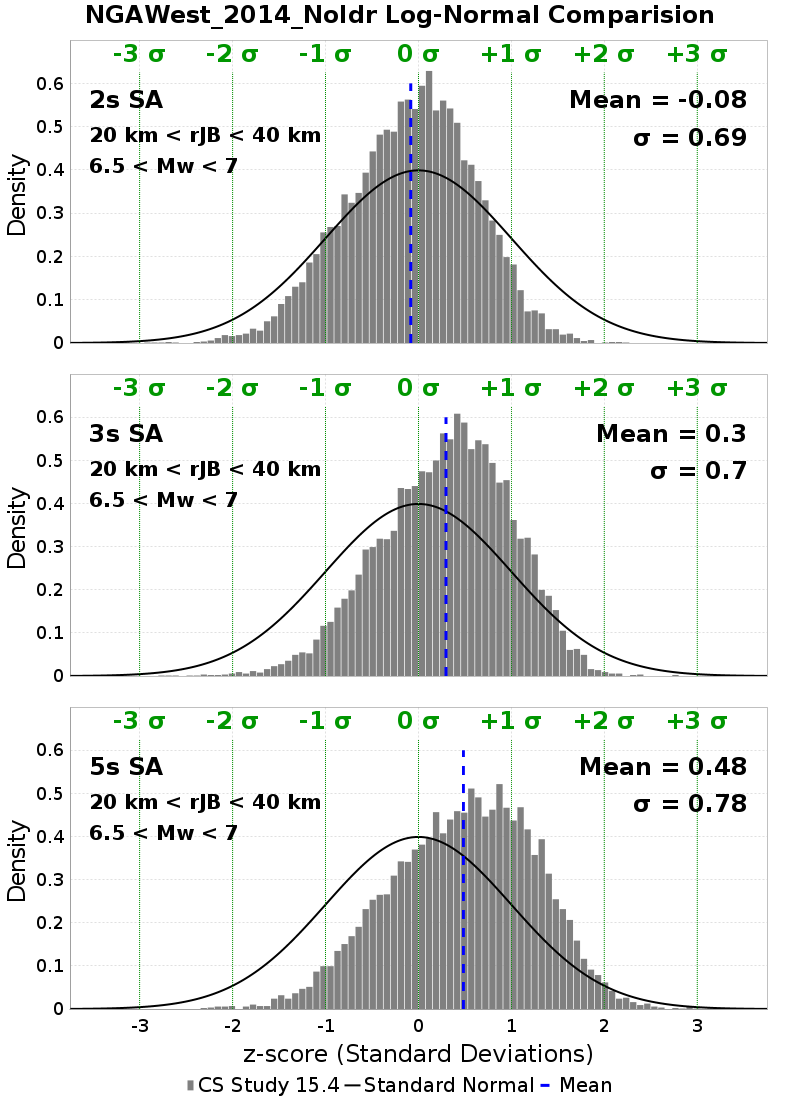 NGAWest_2014_NoIdr Log-Normal Comparision
-3 σ -2 σ -1 σ 0 σ +1 σ +2 σ +3 σ
2s SA Mean = -0.08
20 km < rJB < 40 km σ = 0.69
6.5 < Mw < 7
0.6
0.5
0.4
0.3
0.2
0.1
0
Density
-3 σ -2 σ -1 σ 0 σ +1 σ +2 σ +3 σ
3s SA Mean = 0.3
20 km < rJB < 40 km σ = 0.7
6.5 < Mw < 7
0.6
0.5
0.4
0.3
0.2
0.1
0
Density
-3 σ -2 σ -1 σ 0 σ +1 σ +2 σ +3 σ
5s SA Mean = 0.48
20 km < rJB < 40 km σ = 0.78
6.5 < Mw < 7
0.6
0.5
0.4
0.3
0.2
0.1
0
Density
-3 -2 -1 0 1 2 3
z-score (Standard Deviations)
CS Study 15.4 Standard Normal Mean